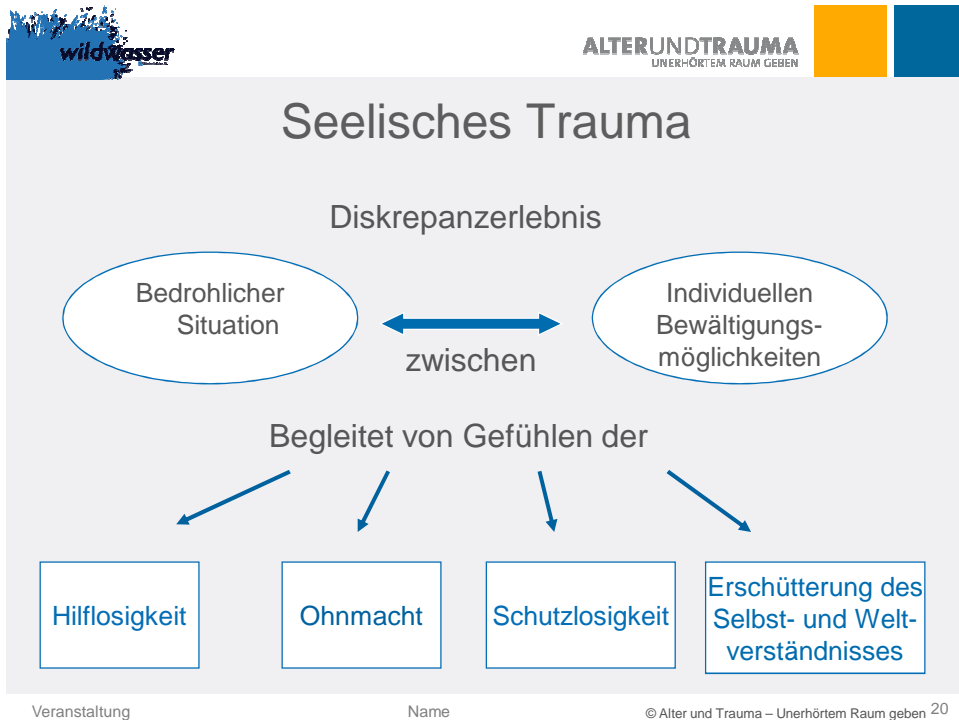 wildwasser
ALTERUNDTRAUMA
UNERHÖRTEM RAUM GEBEN
Seelisches Trauma
Diskrepanzerlebnis
Bedrohlicher
Situation
zwischen
Individuellen
Bewältigungs-
möglichkeiten
Begleitet von Gefühlen der
Hilflosigkeit
Ohnmacht
Schutzlosigkeit
Erschütterung des
Selbst- und Welt-
verständnisses
Veranstaltung
Name
© Alter und Trauma – Unerhörtem Raum geben 20